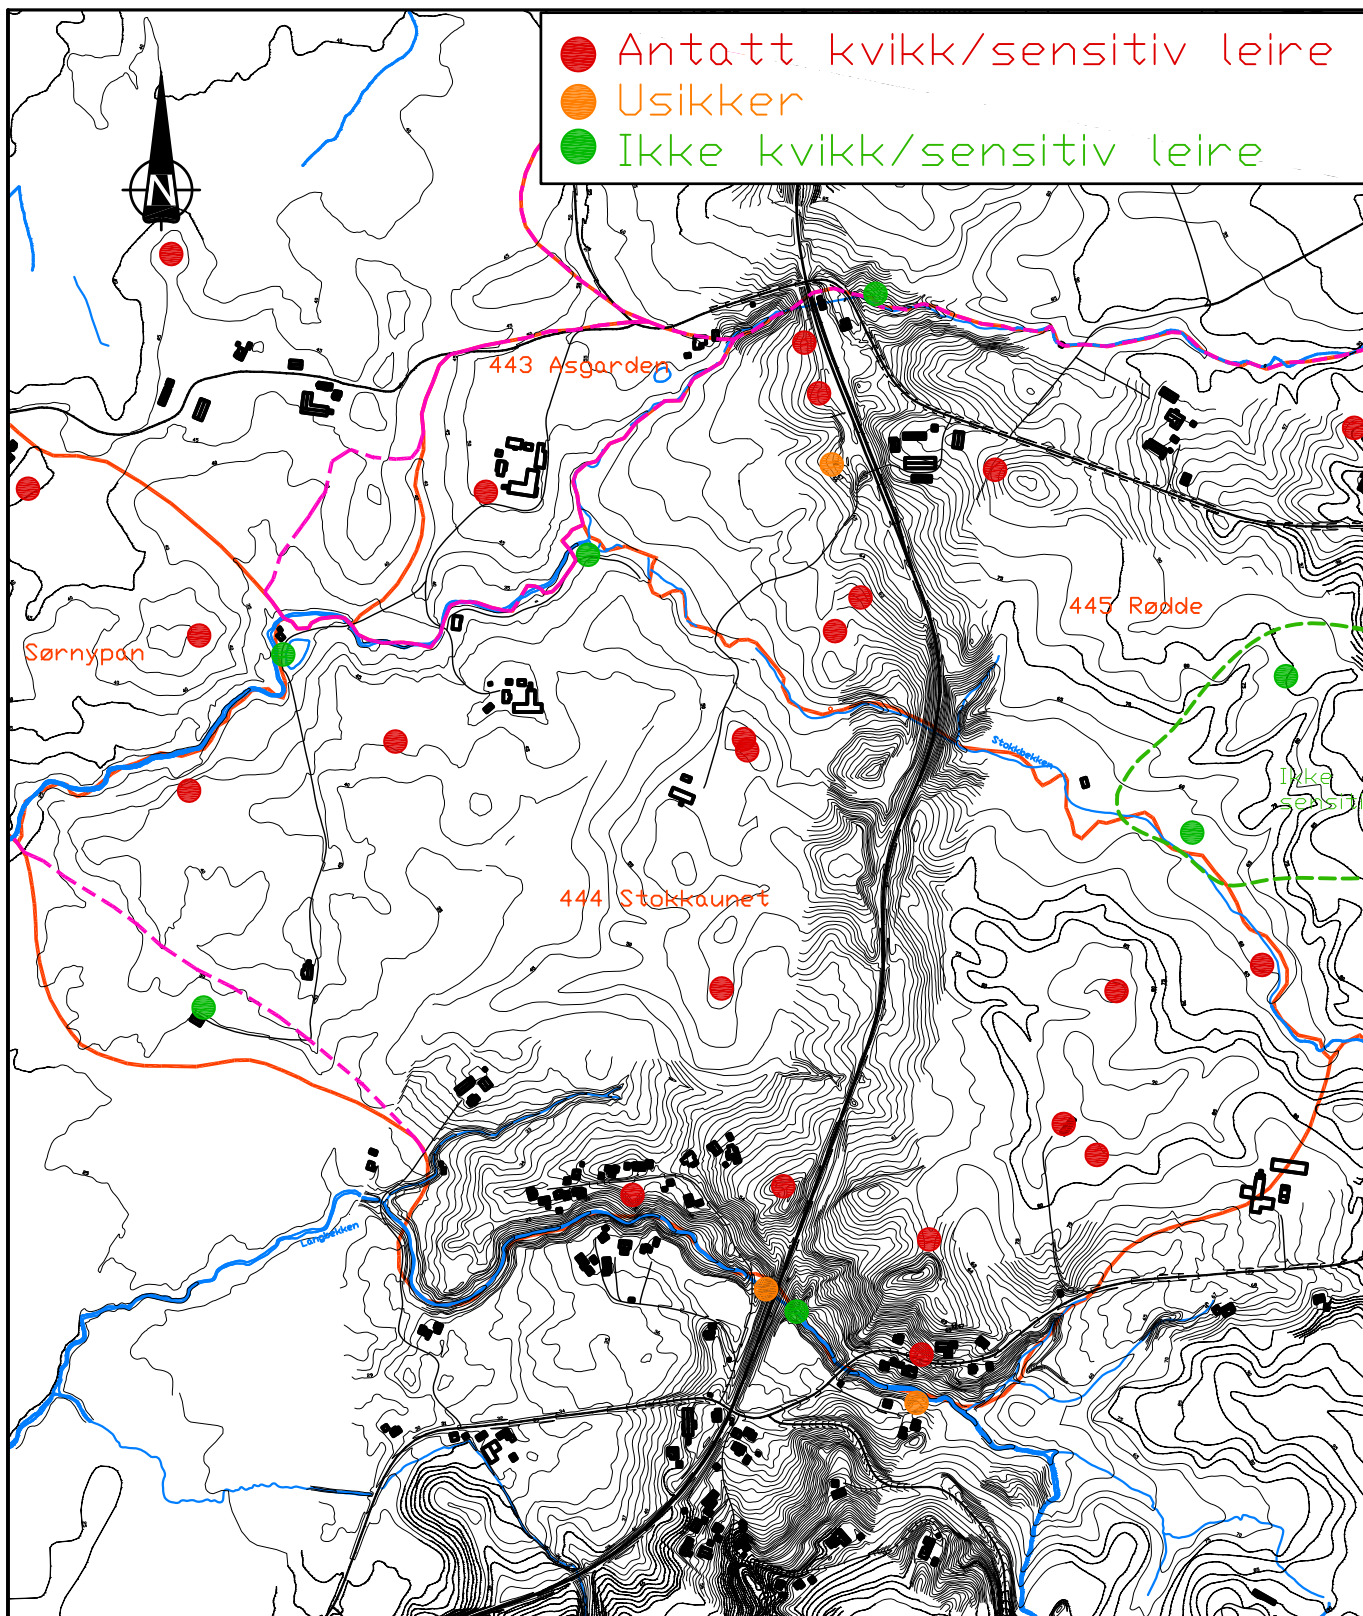 Antatt kvikk/sensitiv leire
Usikker
Ikke kvikk/sensitiv leire
N
443 Asgarden
445 Rødde
Sørnypan
Stokkbekken
Ikke
sensiti
444 Stokkaunet
Langbekken